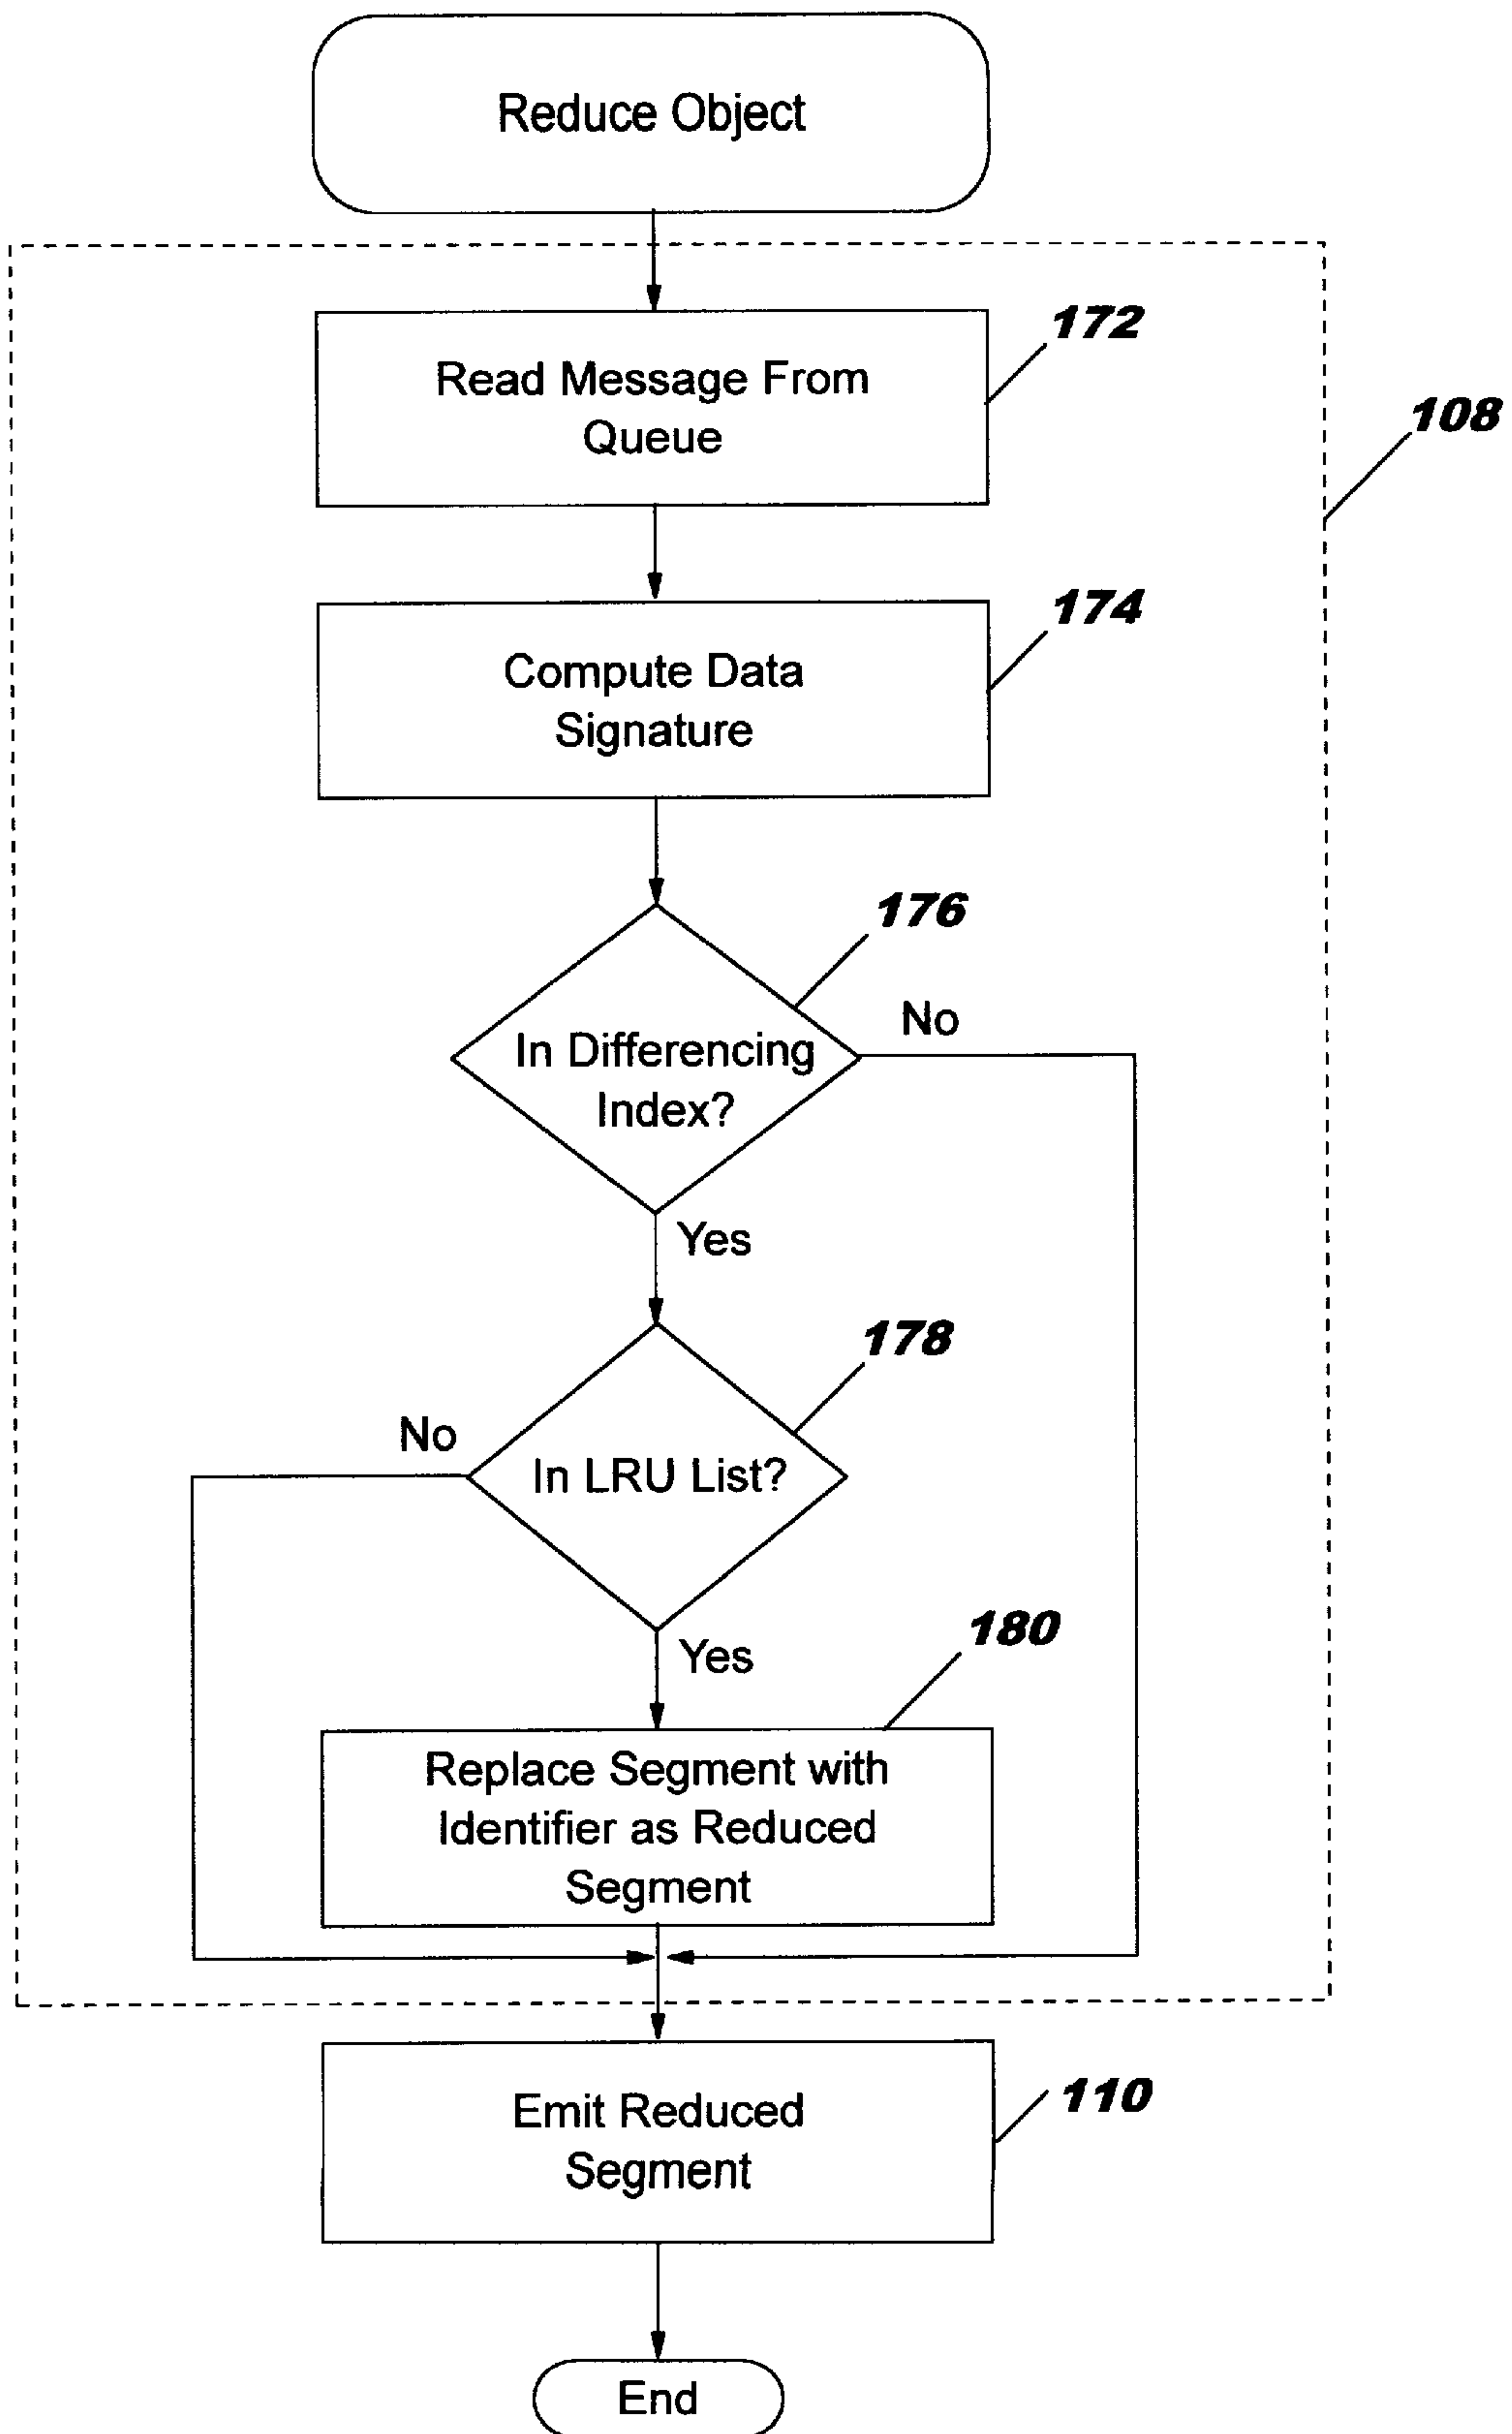 Reduce Object
172
Read Message From
Queue
108
174
Compute Data
Signature
176
No
In Differencing
Index?
Yes
178
No
In LRU List?
180
Yes
Replace Segment with
Identifier as Reduced
Segment
Emit Reduced
Segment
110
End